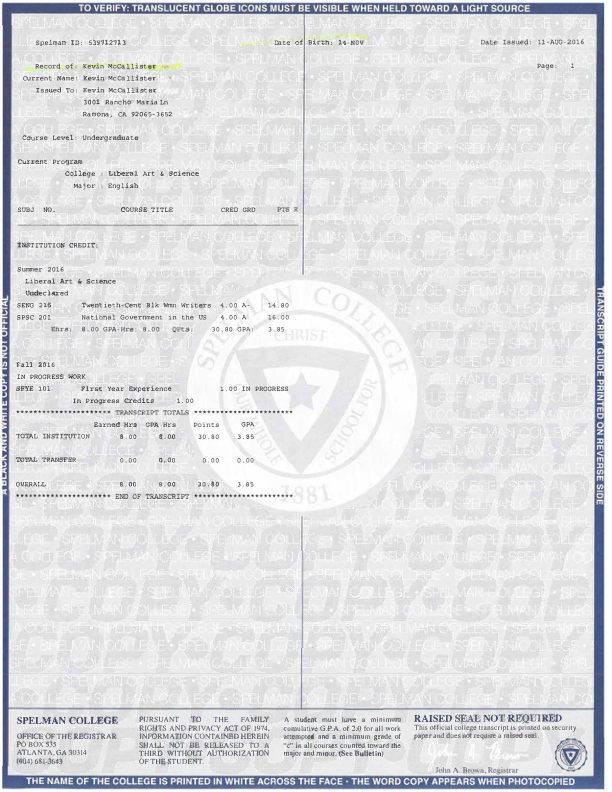 TO VERIFY: TRANSLUCENT GLOBE ICONS MUST BE VISIBLE WHEN HELD TOWARD A LIGHT SOURCE
Spelman ID: 639712713 Date of Birth: 14-NOV Date Issued: 11-AUG-2016
Record of: Kevin McCallister Page: 1
Current Name: Kevin McCallister
Issued To: Kevin McCallister
3001 Rancho Maria Ln
Ramona, CA 92065-3652
Course Level: Undergraduate
Current Program
College : Liberal Art & Science
Major : English
SUBJ NO. COURSE TITLE CRED GRD PTS R
INSTITUTION CREDIT:
Summer 2016
Liberal Art & Science
Undeclared
SENG 216 Twentieth-Cent Blk Wmn Writers 4.00 A- 14.80
SPSC 201 National Government in the US 4.00 A 16.00
Ehrs: 8.00 GPA-Hrs: 8.00 QPts: 30.80 GPA: 3.85
Fall 2016
IN PROGRESS WORK
SFYE 101 First Year Experience 1.00 IN PROGRESS
In Progress Credits 1.00
********************** TRANSCRIPT TOTALS ***********************
Earned Hrs GPA Hrs Points GPA
TOTAL INSTITUTION 8.00 8.00 30.80 3.85
TOTAL TRANSFER 0.00 0.00 0.00 0.00
OVERALL 8.00 8.00 30.80 3.85
********************** END OF TRANSCRIPT ***********************
SPELMAN COLLEGE
CHRIST
OUR WHOLE SCHOOL FOR
1881
A BLACK AND WHITE COPY IS NOT OFFICIAL
TRANSCRIPT GUIDE PRINTED ON REVERSE SIDE
SPELMAN COLLEGE
OFFICE OF THE REGISTRAR
PO BOX 535
ATLANTA, GA 30314
(404) 681-3643
PURSUANT TO THE FAMILY
RIGHTS AND PRIVACY ACT OF 1974,
INFORMATION CONTAINED HEREIN
SHALL NOT BE RELEASED TO A
THIRD WITHOUT AUTHORIZATION
OF THE STUDENT.
A student must have a minimum
cumulative G.P.A. of 2.0 for all work
attempted and a minimum grade of
"c" in all courses counted toward the
major and minor. (See Bulletin)
RAISED SEAL NOT REQUIRED
This official college transcript is printed on security
paper and does not require a raised seal.
John A. Brown, Registrar
THE NAME OF THE COLLEGE IS PRINTED IN WHITE ACROSS THE FACE • THE WORD COPY APPEARS WHEN PHOTOCOPIED